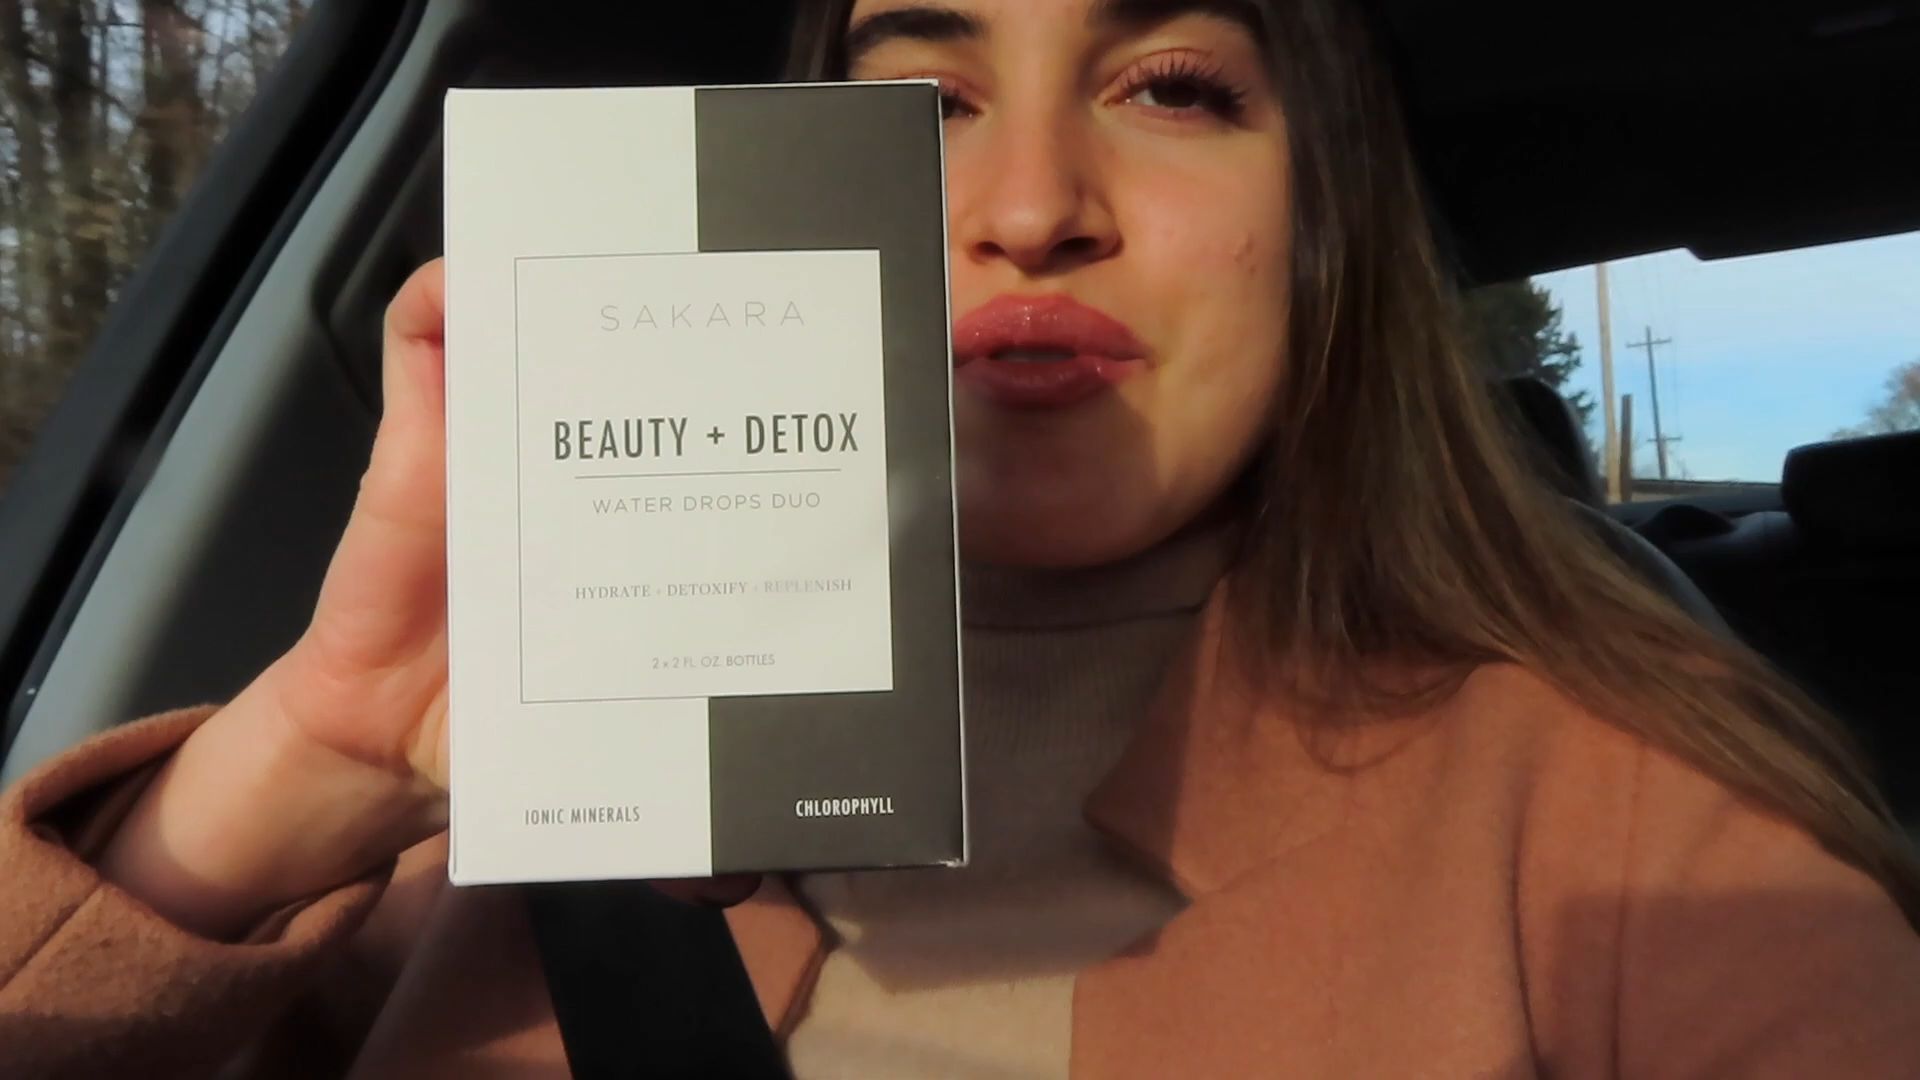 SAKARA
BEAUTY + DETOX
WATER DROPS DUO
HYDRATE + DETOXIFY + REPLENISH
2 x 2 FL. OZ. BOTTLES
IONIC MINERALS
CHLOROPHYLL